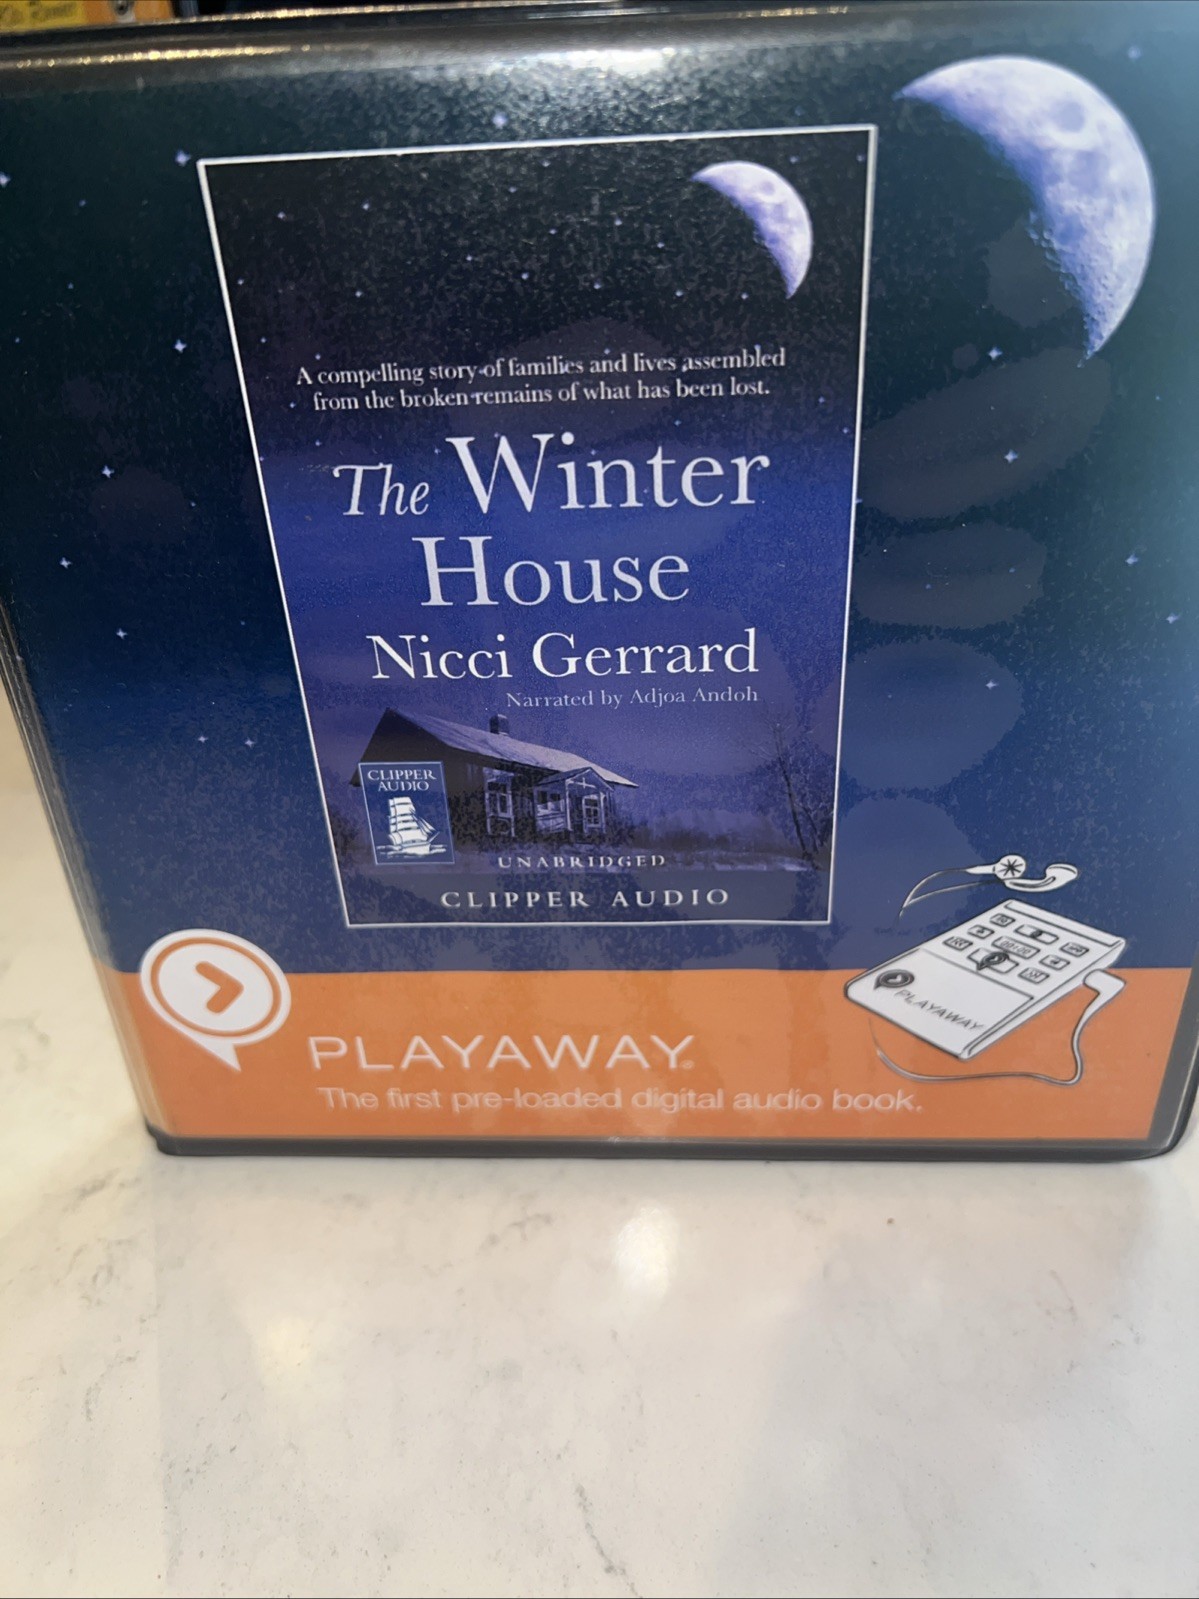 A compelling story of families and lives assembled
from the broken remains of what has been lost.
The Winter
House
Nicci Gerrard
Narrated by Adjoa Andoh
CLIPPER
AUDIO
UNABRIDGED
CLIPPER AUDIO
PLAYAWAY
PLAYAWAY®
The first pre-loaded digital audio book.